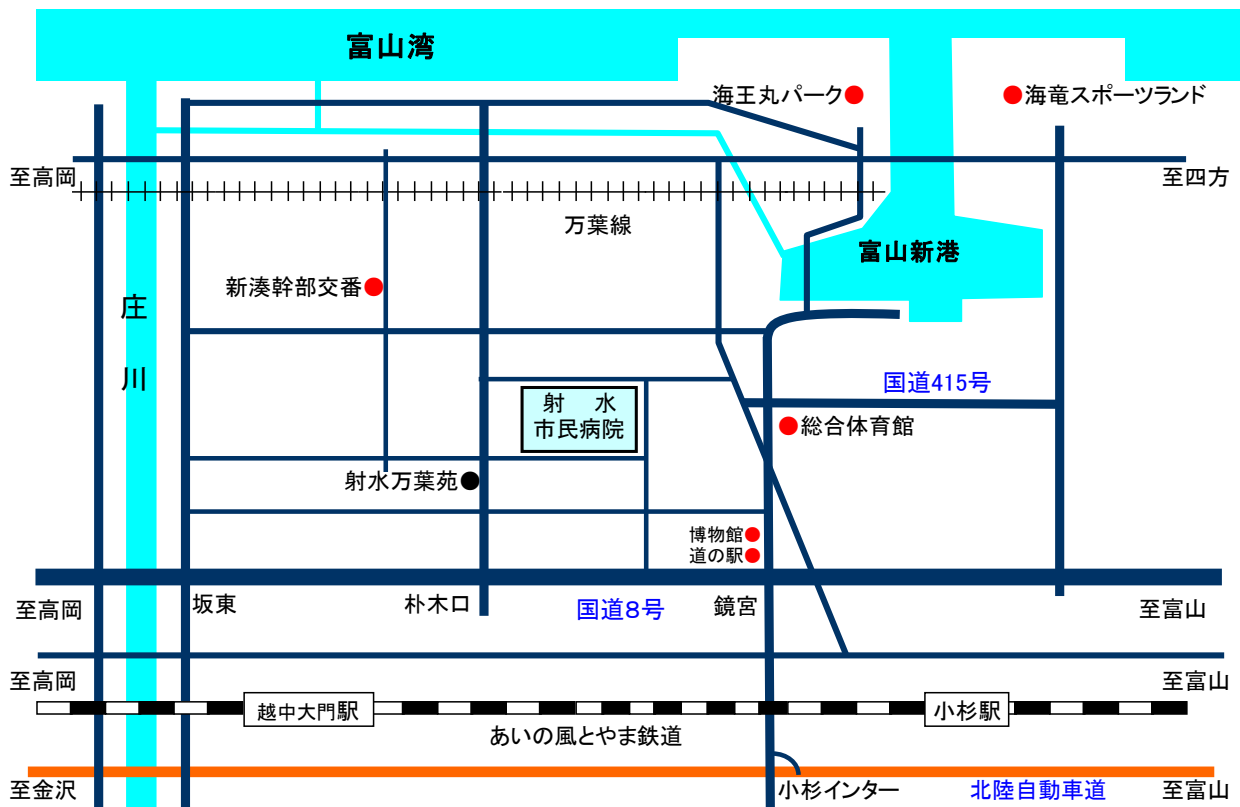 富山湾
海王丸パーク
海竜スポーツランド
至高岡
至四方
万葉線
富山新港
新湊幹部交番
庄川
国道415号
射　水
市民病院
総合体育館
射水万葉苑
博物館
道の駅
至高岡
坂東
朴木口
国道8号
鏡宮
至富山
至高岡
至富山
越中大門駅
小杉駅
あいの風とやま鉄道
至金沢
小杉インター
北陸自動車道
至富山